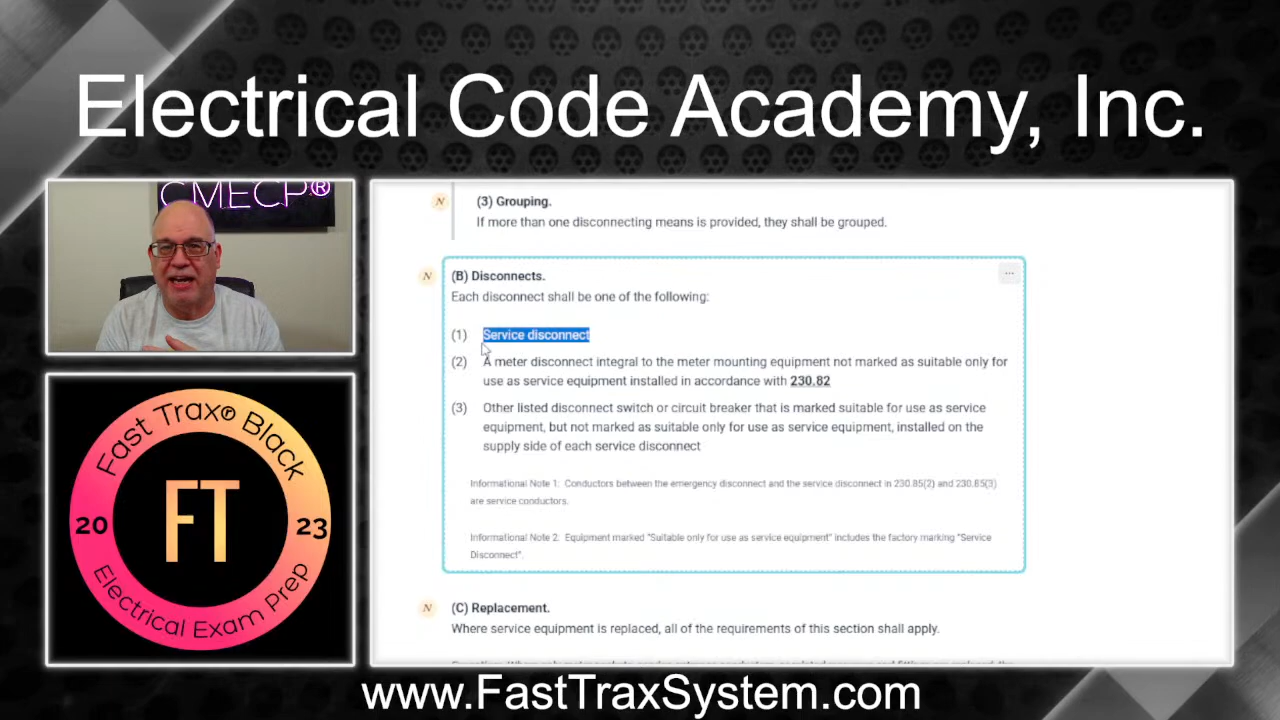 Electrical Code Academy, Inc.
CMECP®
N (3) Grouping.
If more than one disconnecting means is provided, they shall be grouped.
N (B) Disconnects.
Each disconnect shall be one of the following:
(1) Service disconnect
(2) A meter disconnect integral to the meter mounting equipment not marked as suitable only for
use as service equipment installed in accordance with 230.82
(3) Other listed disconnect switch or circuit breaker that is marked suitable for use as service
equipment, but not marked as suitable only for use as service equipment, installed on the
supply side of each service disconnect
Informational Note 1: Conductors between the emergency disconnect and the service disconnect in 230.85(2) and 230.85(3)
are service conductors.
Informational Note 2: Equipment marked "Suitable only for use as service equipment" includes the factory marking "Service
Disconnect".
N (C) Replacement.
Where service equipment is replaced, all of the requirements of this section shall apply.
Fast Trax® Black
20 FT 23
Electrical Exam Prep
www.FastTraxSystem.com